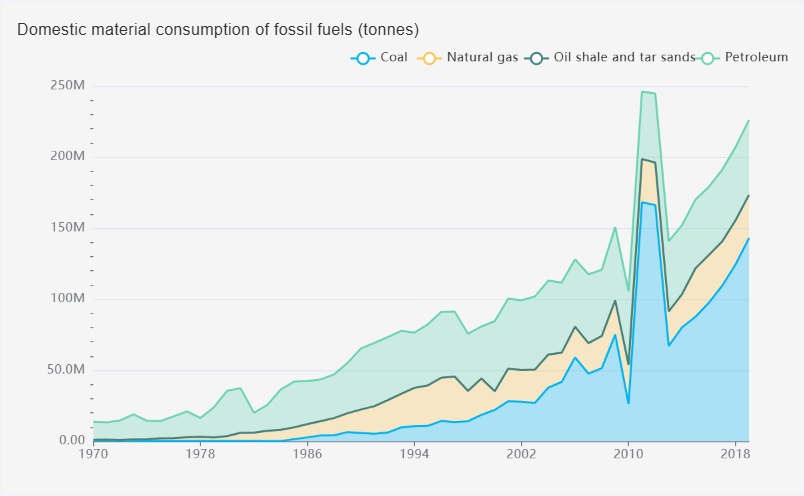 Domestic material consumption of fossil fuels (tonnes)
Coal Natural gas Oil shale and tar sands Petroleum
250M
200M
150M
100M
50.0M
0.00
1970 1978 1986 1994 2002 2010 2018